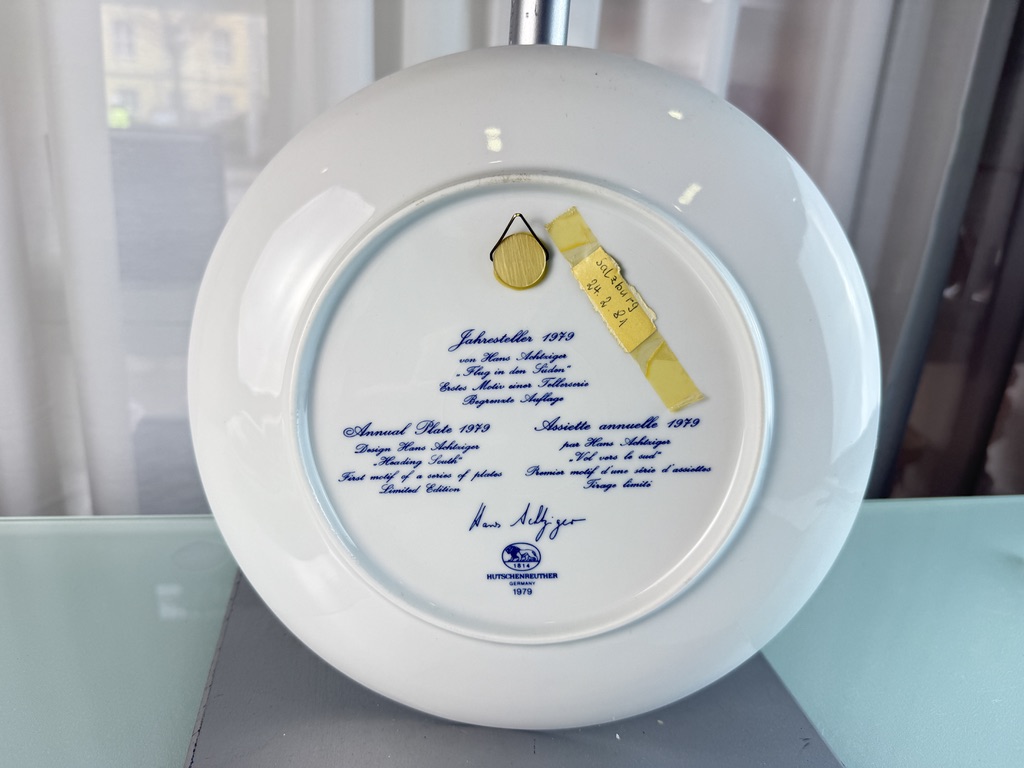 Salzburg
24.2.81
Jahresteller 1979
von Hans Achtziger
„Flug in den Süden"
Erstes Motiv einer Tellerserie
Begrenzte Auflage
©Annual Plate 1979
Design Hans Achtziger
„Heading South"
First motif of a series of plates
Limited Edition
Assiette annuelle 1979
par Hans Achtziger
„Vol vers le sud"
Premier motif d'une série d'assiettes
Tirage limité
Hans Achtziger
1814
HUTSCHENREUTHER
GERMANY
1979